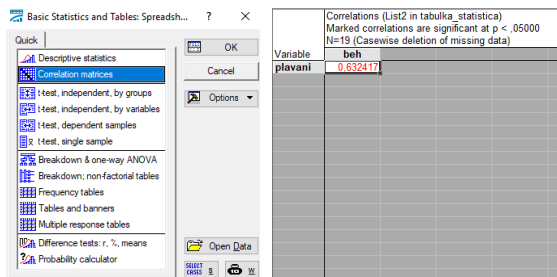 Basic Statistics and Tables: Spreadsh... ? ×
Quick
Descriptive statistics
Correlation matrices
t-test, independent, by groups
t-test, independent, by variables
t-test, dependent samples
t-test, single sample
Breakdown & one-way ANOVA
Breakdown; non-factorial tables
Frequency tables
Tables and banners
Multiple response tables
Difference tests: r, %, means
Probability calculator
OK
Cancel
Options
Open Data
SELECT CASES S W
Correlations (List2 in tabulka_statistica)
Marked correlations are significant at p < ,05000
N=19 (Casewise deletion of missing data)
Variable beh
plavani 0,632417